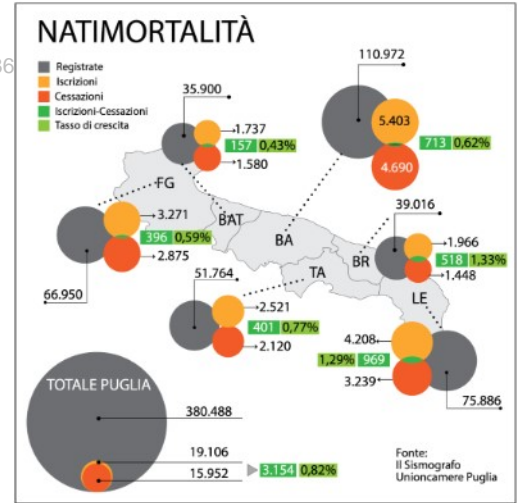 NATIMORTALITÀ
36
Registrate
Iscrizioni
Cessazioni
Iscrizioni-Cessazioni
Tasso di crescita
110.972
5.403
713 0,62%
4.690
35.900
1.737
157 0,43%
1.580
FG
BAT
BA
BR
TA
LE
3.271
396 0,59%
2.875
66.950
39.016
1.966
518 1,33%
1.448
51.764
2.521
401 0,77%
2.120
4.208
1,29% 969
3.239
75.886
TOTALE PUGLIA
380.488
19.106
15.952
3.154 0,82%
Fonte:
Il Sismografo
Unioncamere Puglia